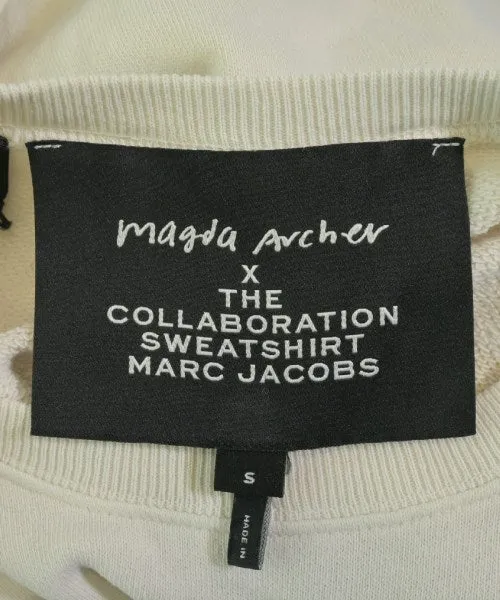 magda archer
X
THE
COLLABORATION
SWEATSHIRT
MARC JACOBS
S
MADE IN